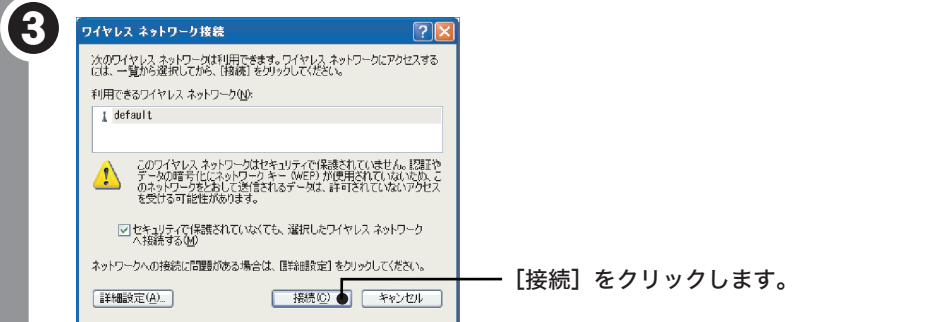 3
ワイヤレス ネットワーク接続
次のワイヤレス ネットワークは利用できます。ワイヤレス ネットワークにアクセスする
には、一覧から選択してから、[接続] をクリックしてください。
利用できるワイヤレス ネットワーク(N):
default
このワイヤレス ネットワークはセキュリティで保護されていません。認証や
データの暗号化にネットワーク キー (WEP) が使用されていないため、こ
のネットワークをとおして送信されるデータは、許可されていないアクセス
を受ける可能性があります。
セキュリティで保護されていなくても、選択したワイヤレス ネットワーク
へ接続する(M)
ネットワークへの接続に問題がある場合は、[詳細設定] をクリックしてください。
詳細設定(A)... 接続(C) キャンセル
[接続] をクリックします。